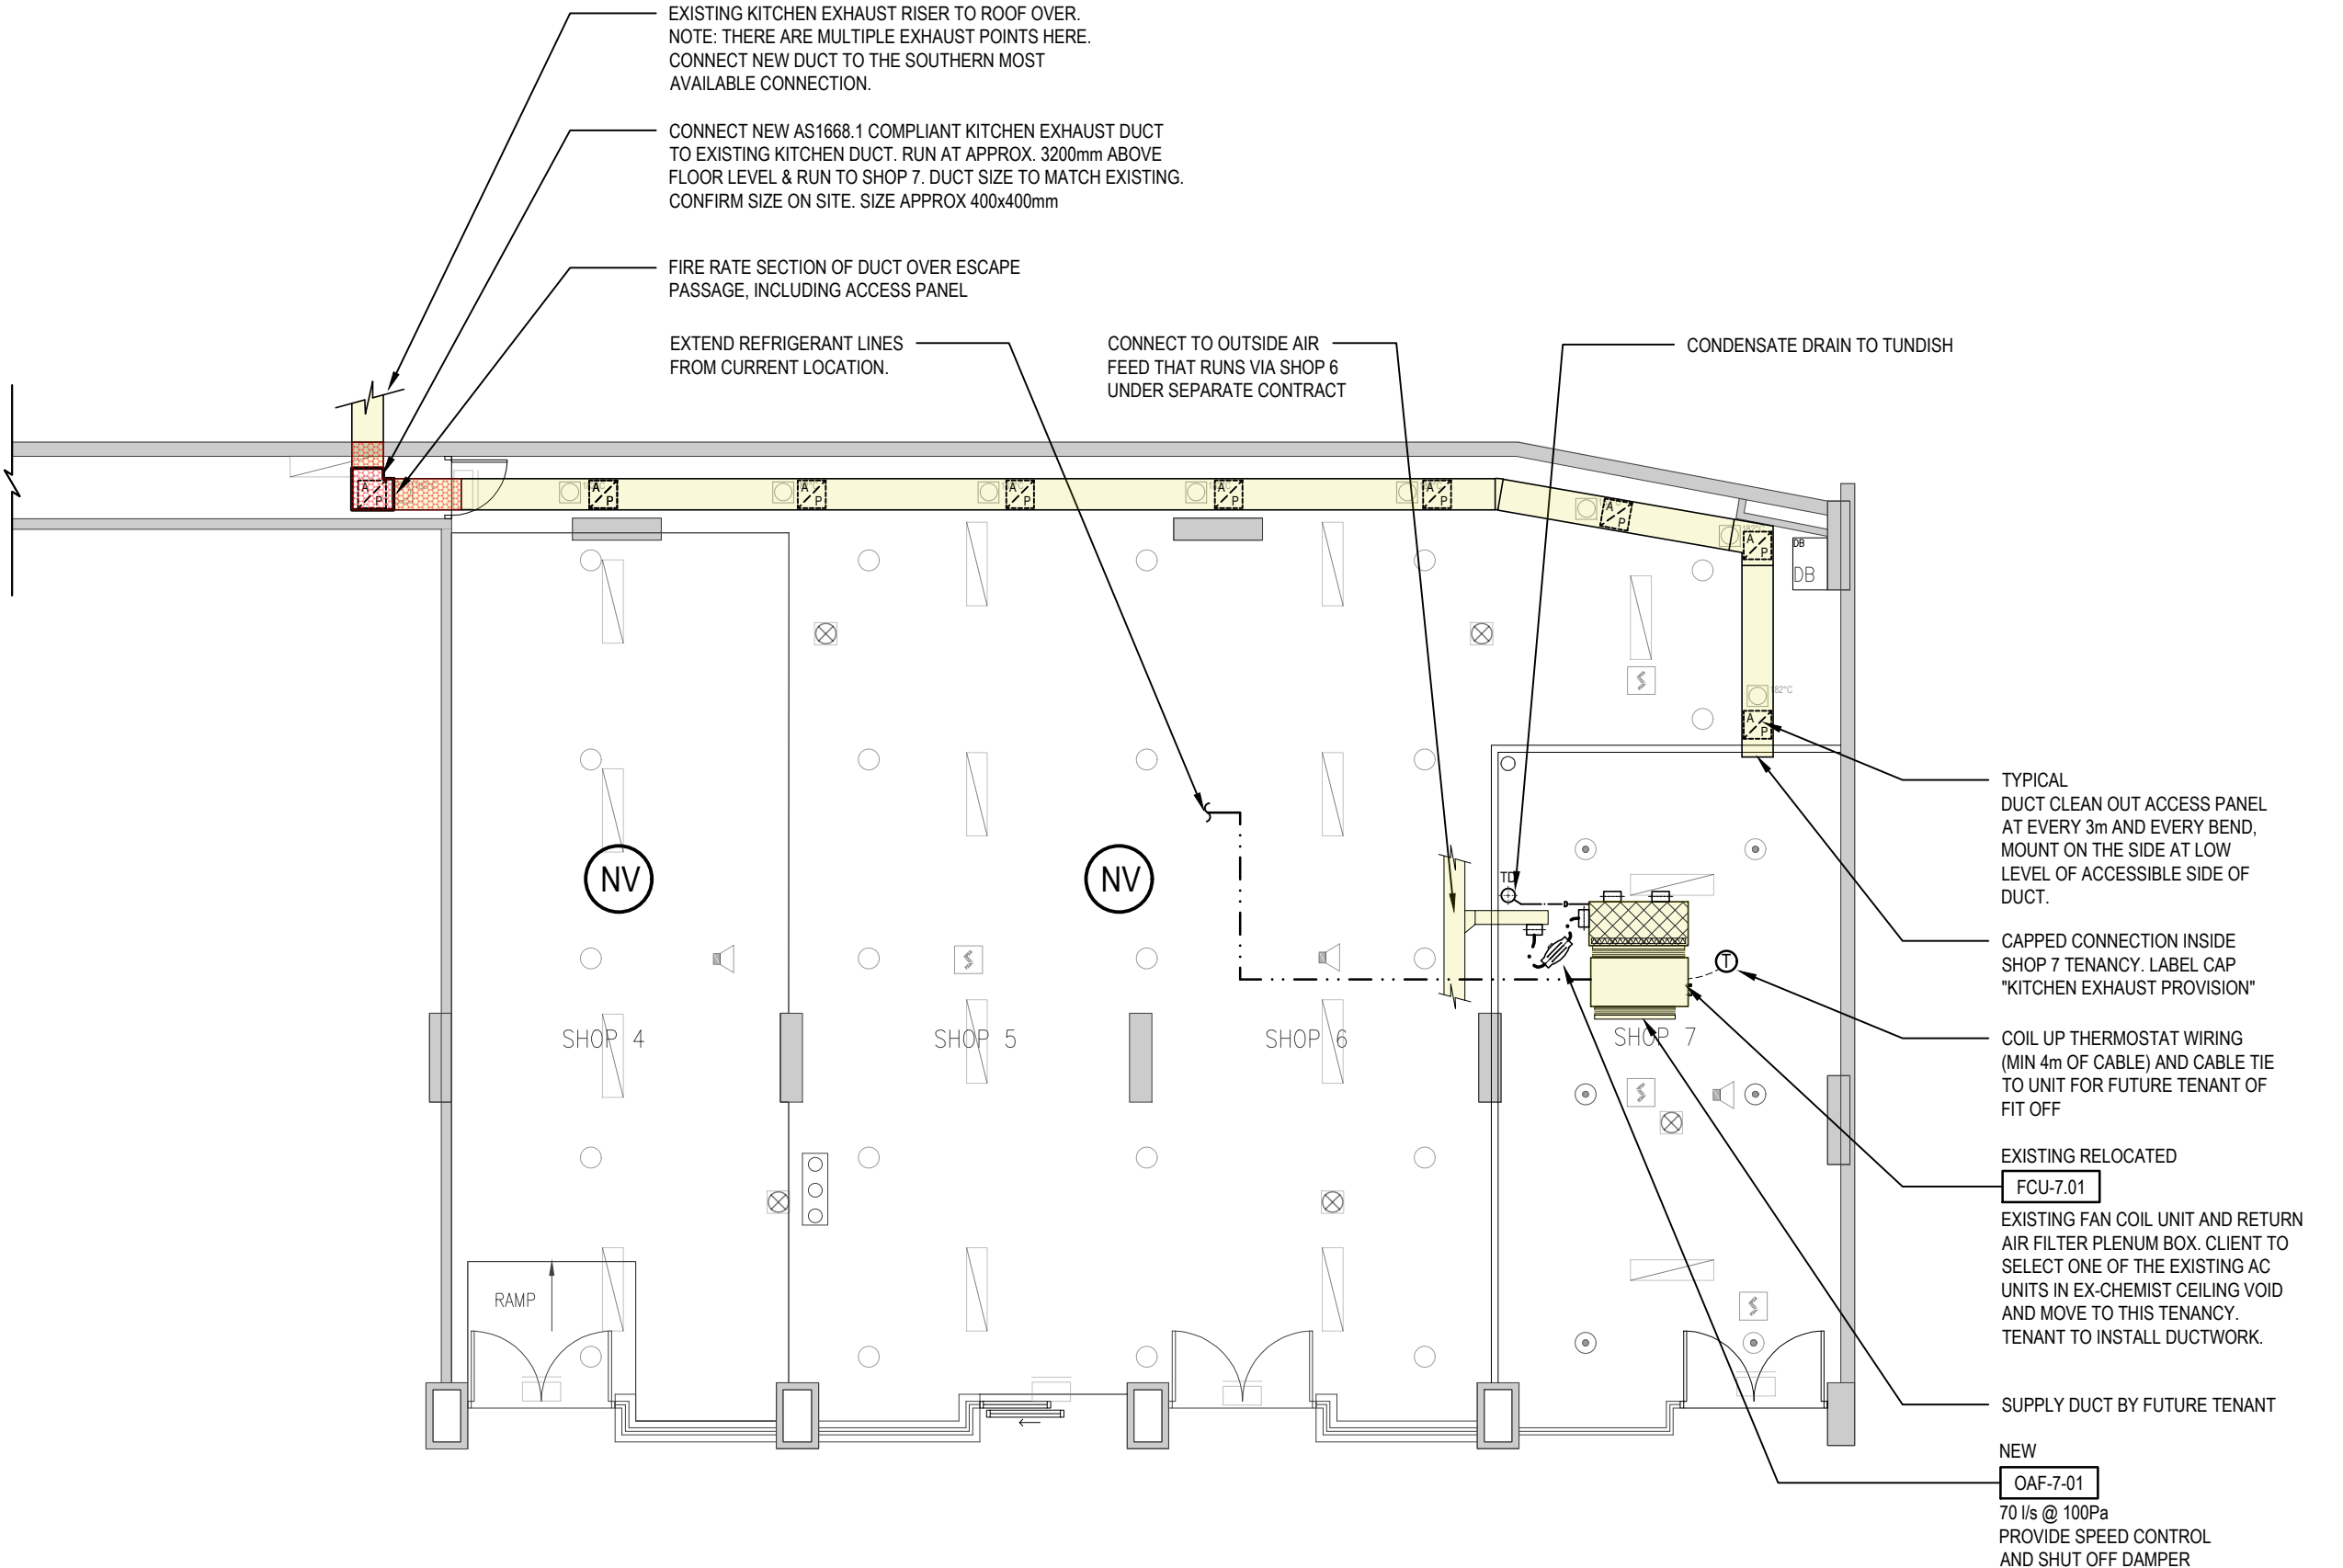 EXISTING KITCHEN EXHAUST RISER TO ROOF OVER.
NOTE: THERE ARE MULTIPLE EXHAUST POINTS HERE.
CONNECT NEW DUCT TO THE SOUTHERN MOST
AVAILABLE CONNECTION.
CONNECT NEW AS1668.1 COMPLIANT KITCHEN EXHAUST DUCT
TO EXISTING KITCHEN DUCT. RUN AT APPROX. 3200mm ABOVE
FLOOR LEVEL & RUN TO SHOP 7. DUCT SIZE TO MATCH EXISTING.
CONFIRM SIZE ON SITE. SIZE APPROX 400x400mm
FIRE RATE SECTION OF DUCT OVER ESCAPE
PASSAGE, INCLUDING ACCESS PANEL
EXTEND REFRIGERANT LINES
FROM CURRENT LOCATION.
CONNECT TO OUTSIDE AIR
FEED THAT RUNS VIA SHOP 6
UNDER SEPARATE CONTRACT
CONDENSATE DRAIN TO TUNDISH
A P
A P
A P
A P
A P
A P
A P
A P
DB
DB
182°C
A P
TYPICAL
DUCT CLEAN OUT ACCESS PANEL
AT EVERY 3m AND EVERY BEND,
MOUNT ON THE SIDE AT LOW
LEVEL OF ACCESSIBLE SIDE OF
DUCT.
NV
NV
TD
T
CAPPED CONNECTION INSIDE
SHOP 7 TENANCY. LABEL CAP
"KITCHEN EXHAUST PROVISION"
SHOP 4
SHOP 5
SHOP 6
SHOP 7
COIL UP THERMOSTAT WIRING
(MIN 4m OF CABLE) AND CABLE TIE
TO UNIT FOR FUTURE TENANT OF
FIT OFF
EXISTING RELOCATED
FCU-7.01
EXISTING FAN COIL UNIT AND RETURN
AIR FILTER PLENUM BOX. CLIENT TO
SELECT ONE OF THE EXISTING AC
UNITS IN EX-CHEMIST CEILING VOID
AND MOVE TO THIS TENANCY.
TENANT TO INSTALL DUCTWORK.
RAMP
SUPPLY DUCT BY FUTURE TENANT
NEW
OAF-7-01
70 l/s @ 100Pa
PROVIDE SPEED CONTROL
AND SHUT OFF DAMPER